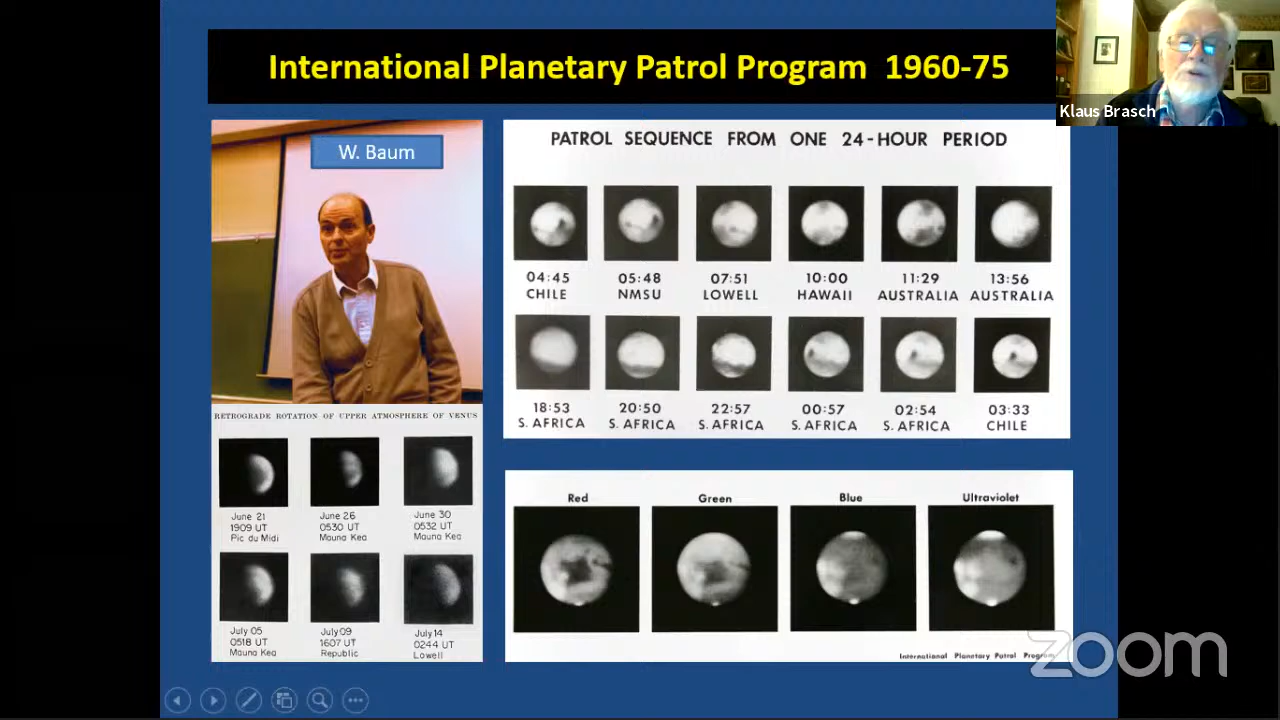 International Planetary Patrol Program 1960-75
Klaus Brasch
W. Baum
PATROL SEQUENCE FROM ONE 24-HOUR PERIOD
04:45 05:48 07:51 10:00 11:29 13:56
CHILE NMSU LOWELL HAWAII AUSTRALIA AUSTRALIA
18:53 20:50 22:57 00:57 02:54 03:33
S. AFRICA S. AFRICA S. AFRICA S. AFRICA S. AFRICA CHILE
RETROGRADE ROTATION OF UPPER ATMOSPHERE OF VENUS
June 21 June 26 June 30
1909 UT 0530 UT 0532 UT
Pic du Midi Mauna Kea Mauna Kea
July 05 July 09 July 14
0518 UT 1607 UT 0244 UT
Mauna Kea Republic Lowell
Red Green Blue Ultraviolet
International Planetary Patrol Program
zoom